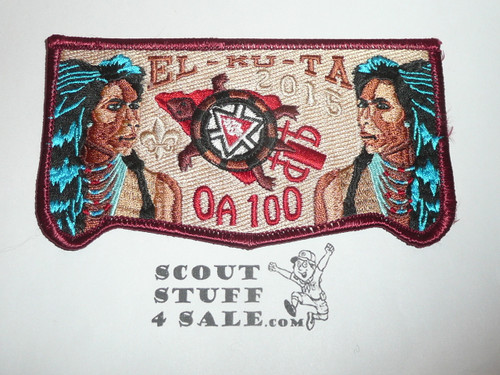 EL-KU-TA
2015
OA 100
SCOUT
STUFF
4 SALE.com